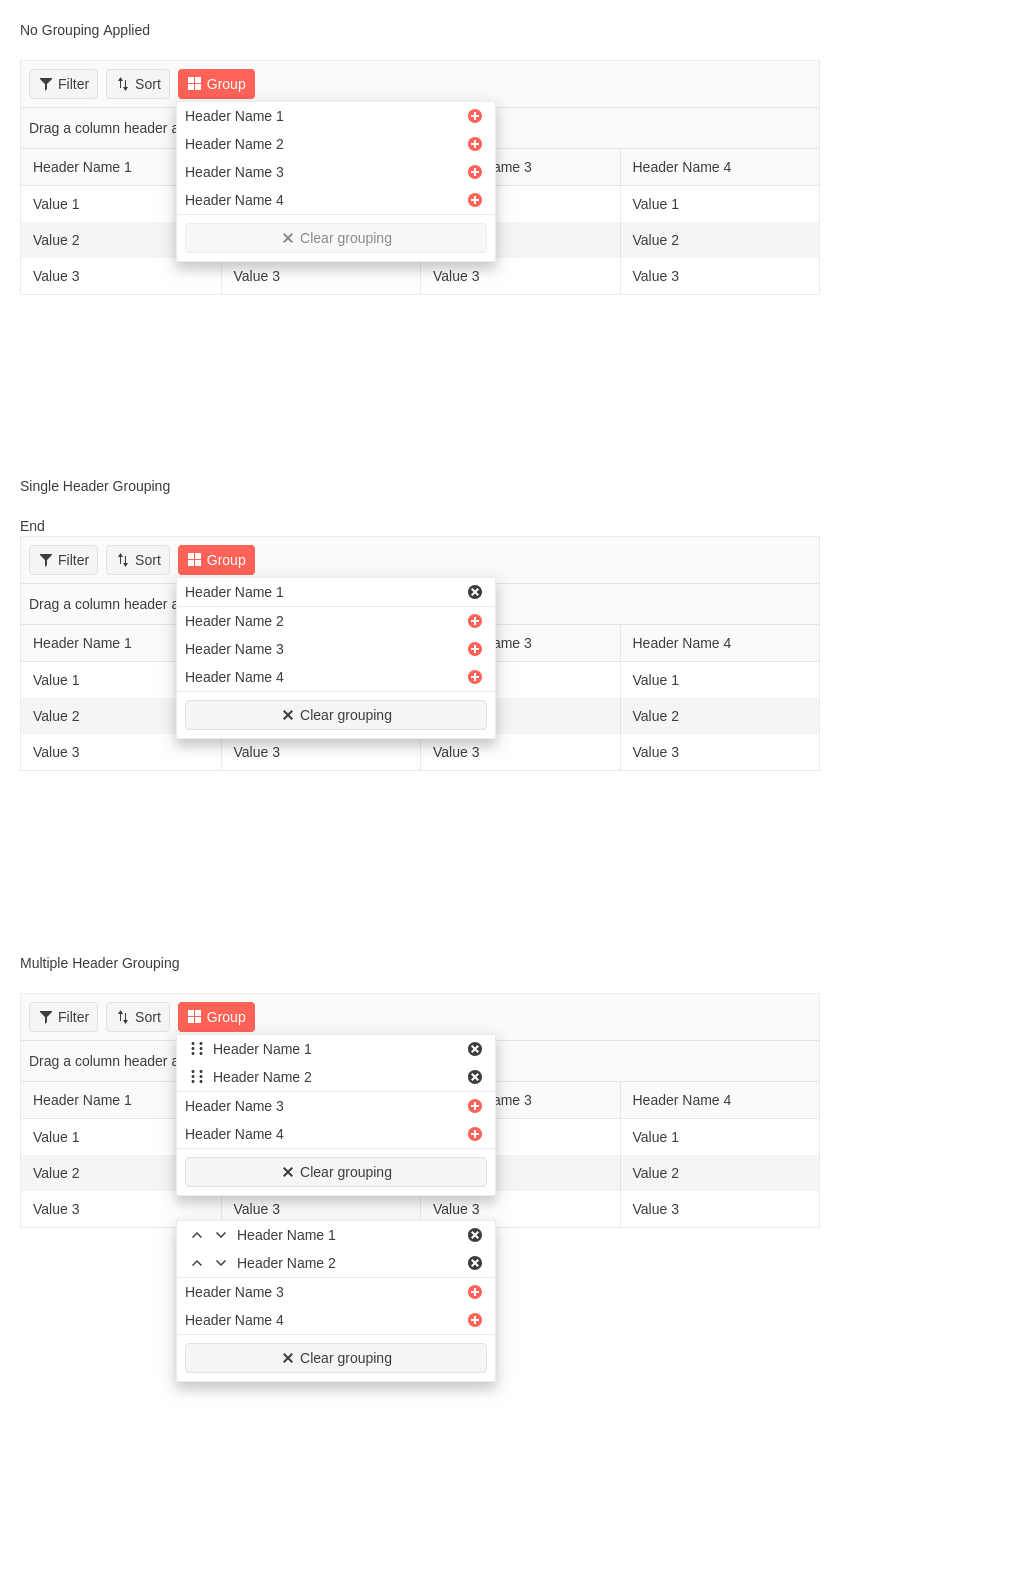 No Grouping Applied
Filter Sort Group
Header Name 1
Drag a column header a
Header Name 2
Header Name 1 Header Name 3 ame 3 Header Name 4
Header Name 4
Value 1 Value 1
Value 2 Clear grouping Value 2
Value 3 Value 3 Value 3 Value 3
Single Header Grouping
End
Filter Sort Group
Header Name 1
Drag a column header a
Header Name 2
Header Name 1 Header Name 3 ame 3 Header Name 4
Header Name 4
Value 1 Value 1
Value 2 Clear grouping Value 2
Value 3 Value 3 Value 3 Value 3
Multiple Header Grouping
Filter Sort Group
Header Name 1
Drag a column header a
Header Name 2
Header Name 1 Header Name 3 ame 3 Header Name 4
Header Name 4
Value 1 Value 1
Value 2 Clear grouping Value 2
Value 3 Value 3 Value 3 Value 3
Header Name 1
Header Name 2
Header Name 3
Header Name 4
Clear grouping